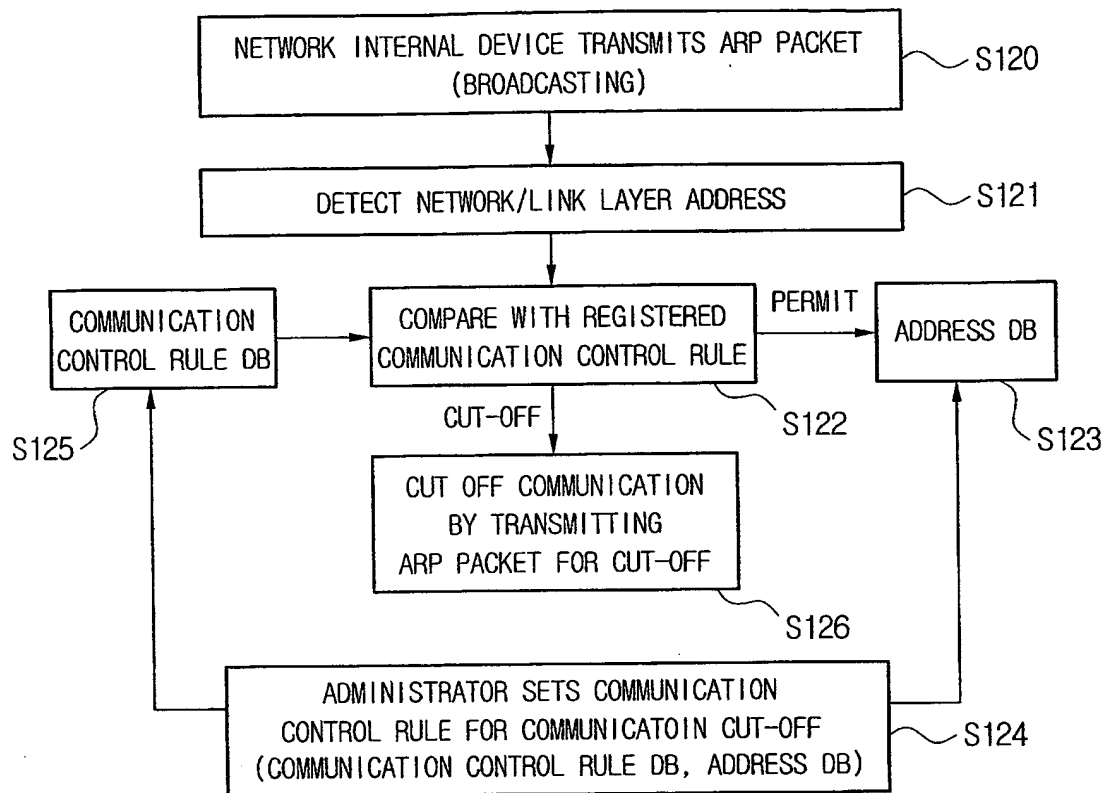 NETWORK INTERNAL DEVICE TRANSMITS ARP PACKET
(BROADCASTING)
S120
DETECT NETWORK/LINK LAYER ADDRESS
S121
COMMUNICATION
CONTROL RULE DB
S125
COMPARE WITH REGISTERED
COMMUNICATION CONTROL RULE
S122
PERMIT
ADDRESS DB
S123
CUT-OFF
CUT OFF COMMUNICATION
BY TRANSMITTING
ARP PACKET FOR CUT-OFF
S126
ADMINISTRATOR SETS COMMUNICATION
CONTROL RULE FOR COMMUNICATOIN CUT-OFF
(COMMUNICATION CONTROL RULE DB, ADDRESS DB)
S124